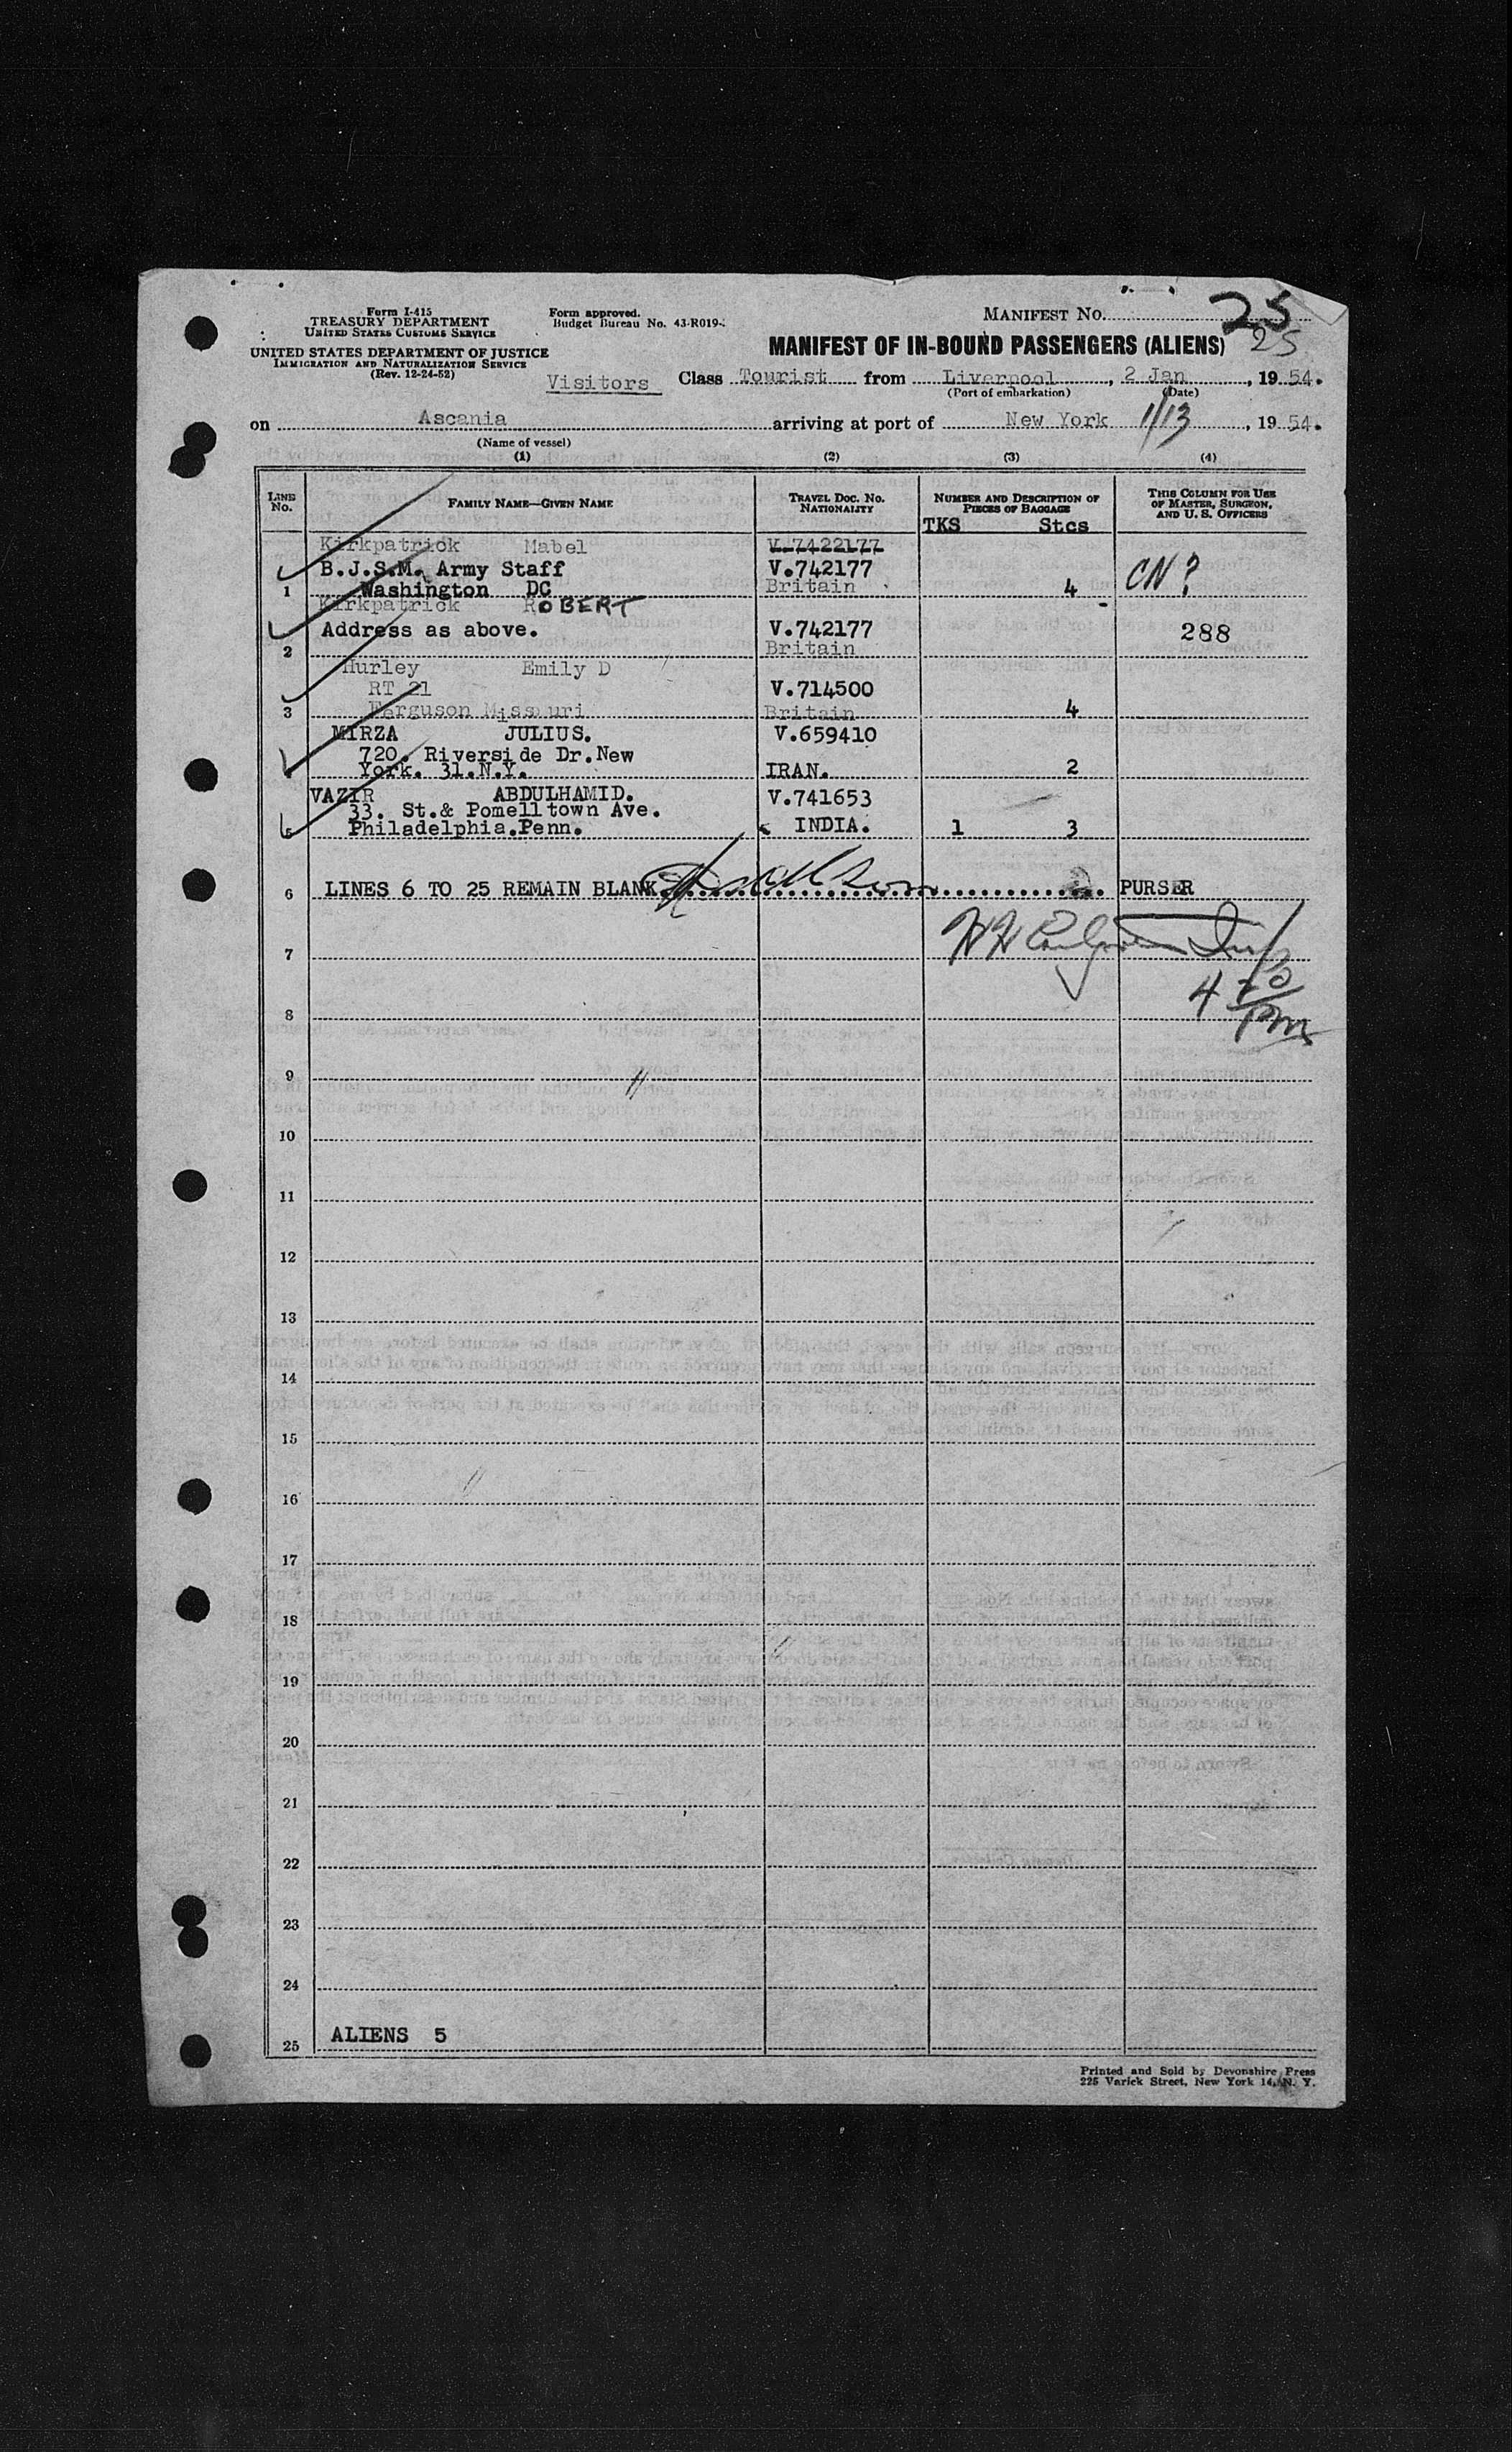 Form I-415
TREASURY DEPARTMENT
UNITED STATES CUSTOMS SERVICE
UNITED STATES DEPARTMENT OF JUSTICE
IMMIGRATION AND NATURALIZATION SERVICE
(Rev. 12-24-52)
Form approved.
Budget Bureau No. 43-R019-
MANIFEST No. 25
MANIFEST OF IN-BOUND PASSENGERS (ALIENS) 25
Visitors Class Tourist from Liverpool, 2 Jan, 1954.
(Port of embarkation) (Date)
on Ascania arriving at port of New York 1/13, 1954.
(Name of vessel)
(1) (2) (3) (4)
LINE No. FAMILY NAME—GIVEN NAME TRAVEL DOC. NO. NATIONALITY NUMBER AND DESCRIPTION OF PIECES OF BAGGAGE THIS COLUMN FOR USE OF MASTER, SURGEON, AND U. S. OFFICERS
TKS Stcs
Kirkpatrick Mabel V.7422177
B.J.S.M. Army Staff V.742177 CN?
1 Washington DC Britain 4
Kirkpatrick ROBERT
Address as above. V.742177 288
2 Britain
Hurley Emily D
RT 21 V.714500
3 Ferguson Missouri Britain 4
MIRZA JULIUS. V.659410
720. Riverside Dr.New
York. 31.N.Y. IRAN. 2
VAZIR ABDULHAMID. V.741653
33. St.& Pomelltown Ave.
5 Philadelphia.Penn. INDIA. 1 3
6 LINES 6 TO 25 REMAIN BLANK. PURSER
7
8 4 20 pm
9
10
11
12
13
14
15
16
17
18
19
20
21
22
23
24
25 ALIENS 5
Printed and Sold by Devonshire Press
225 Varick Street, New York 14, N. Y.